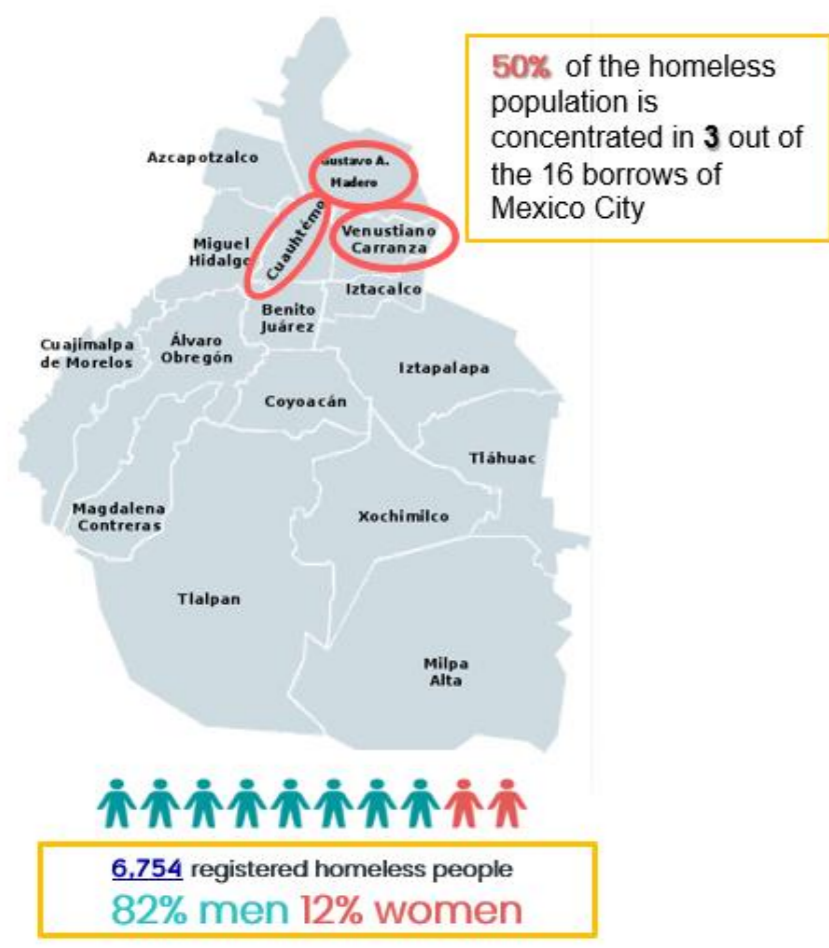 50% of the homeless
population is
concentrated in 3 out of
the 16 borrows of
Mexico City
Azcapotzalco
Gustavo A.
Madero
Cuauhtémo
Venustiano
Carranza
Miguel
Hidalgo
Iztacalco
Benito
Juárez
Cuajimalpa
de Morelos
Álvaro
Obregón
Iztapalapa
Coyoacán
Tláhuac
Magdalena
Contreras
Xochimilco
Tlalpan
Milpa
Alta
6,754 registered homeless people
82% men 12% women